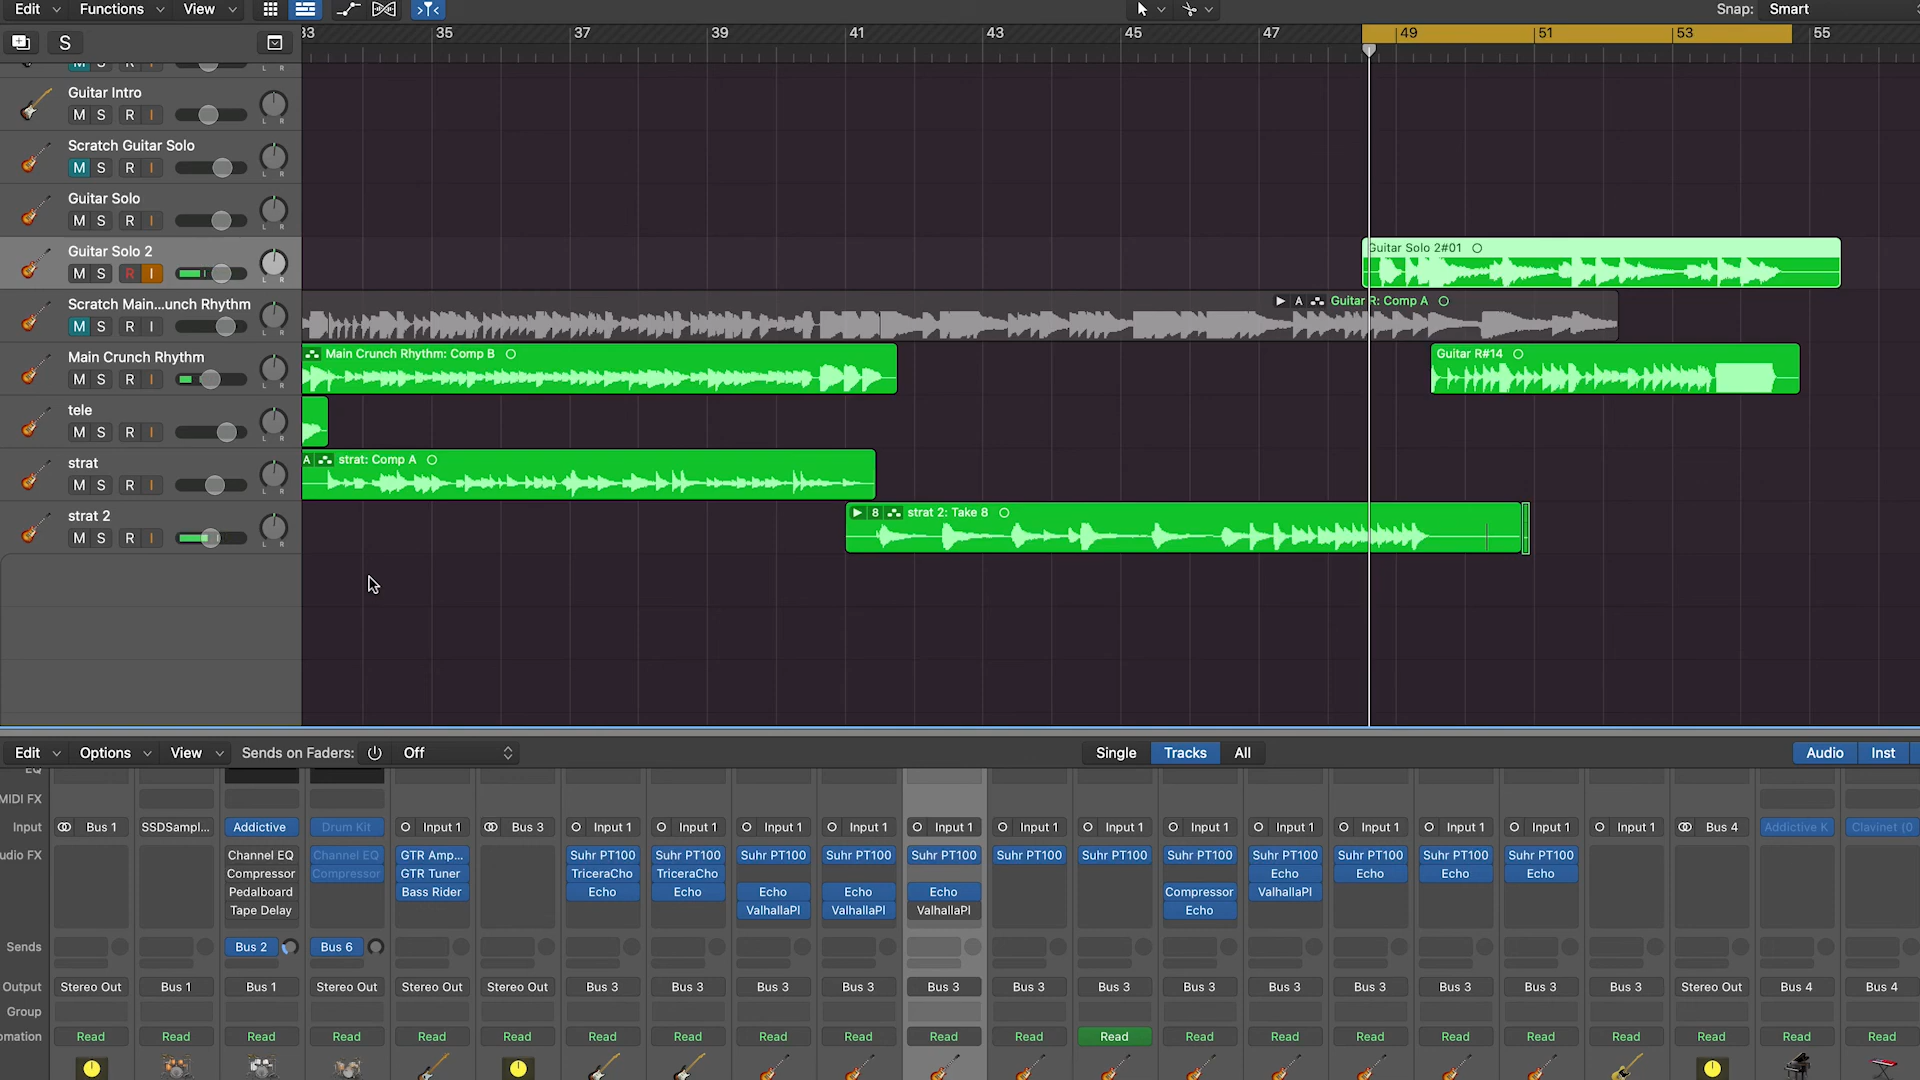 Edit Functions View Snap: Smart
S 33 35 37 39 41 43 45 47 49 51 53 55
M S R I L R
Guitar Intro
M S R I L R
Scratch Guitar Solo
M S R I L R
Guitar Solo
M S R I L R
Guitar Solo 2 Guitar Solo 2#01
M S R I L R
Scratch Main...unch Rhythm A Guitar R: Comp A
M S R I L R
Main Crunch Rhythm Main Crunch Rhythm: Comp B Guitar R#14
M S R I L R
tele
M S R I L R
strat A strat: Comp A
M S R I L R
strat 2 8 strat 2: Take 8
M S R I L R
Edit Options View Sends on Faders: Off Single Tracks All Audio Inst
EQ
MIDI FX
Input Bus 1 SSDSampl... Addictive Drum Kit Input 1 Bus 3 Input 1 Input 1 Input 1 Input 1 Input 1 Input 1 Input 1 Input 1 Input 1 Input 1 Input 1 Input 1 Input 1 Bus 4 Addictive K Clavinet (0
udio FX Channel EQ Channel EQ GTR Amp... Suhr PT100 Suhr PT100 Suhr PT100 Suhr PT100 Suhr PT100 Suhr PT100 Suhr PT100 Suhr PT100 Suhr PT100 Suhr PT100 Suhr PT100 Suhr PT100
Compressor Compressor GTR Tuner TriceraCho TriceraCho Echo Echo Echo Echo
Pedalboard Bass Rider Echo Echo Echo Echo Echo Compressor ValhallaPl
Tape Delay ValhallaPl ValhallaPl ValhallaPl Echo
Sends Bus 2 Bus 6
Output Stereo Out Bus 1 Bus 1 Stereo Out Stereo Out Stereo Out Bus 3 Bus 3 Bus 3 Bus 3 Bus 3 Bus 3 Bus 3 Bus 3 Bus 3 Bus 3 Bus 3 Bus 3 Bus 3 Stereo Out Bus 4 Bus 4
Group
omation Read Read Read Read Read Read Read Read Read Read Read Read Read Read Read Read Read Read Read Read Read Read